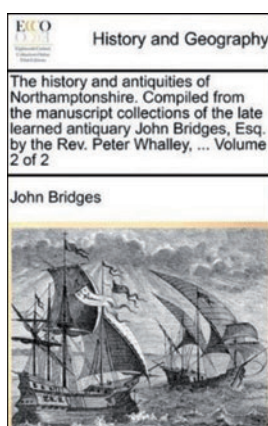 ECCO
History and Geography
The history and antiquities of
Northamptonshire. Compiled from
the manuscript collections of the late
learned antiquary John Bridges, Esq.
by the Rev. Peter Whalley, ... Volume
2 of 2
John Bridges